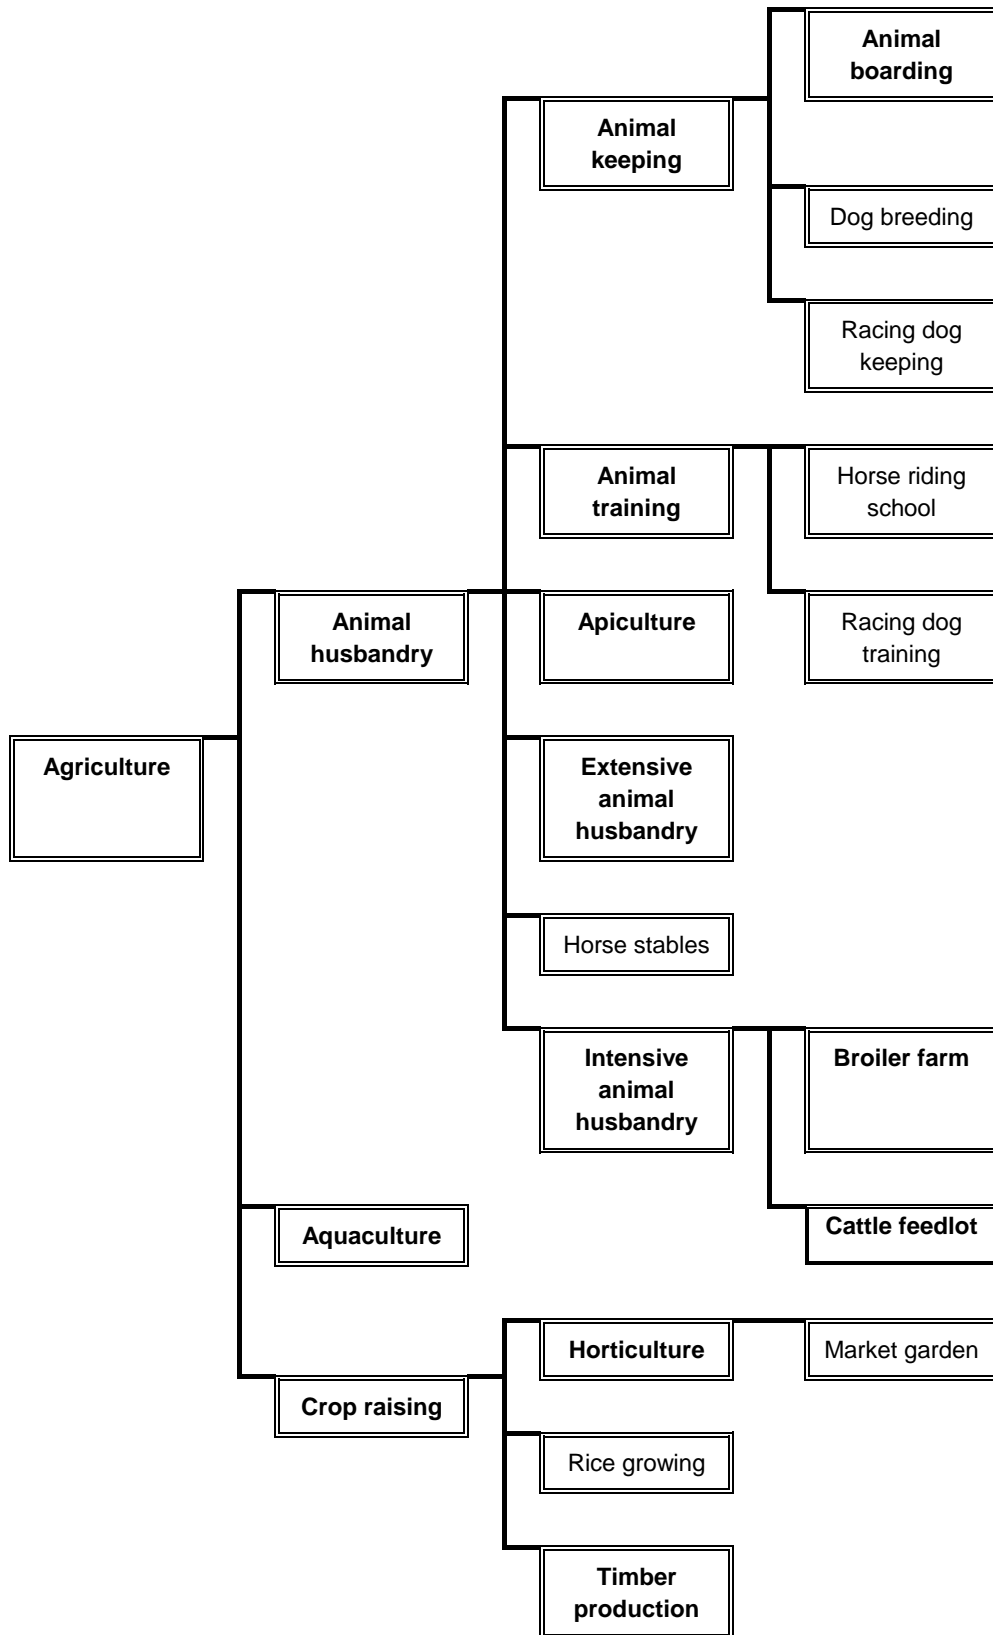 Animal
boarding
Animal
keeping
Dog breeding
Racing dog
keeping
Animal
training
Horse riding
school
Animal
husbandry
Apiculture
Racing dog
training
Agriculture
Extensive
animal
husbandry
Horse stables
Intensive
animal
husbandry
Broiler farm
Aquaculture
Cattle feedlot
Horticulture
Market garden
Crop raising
Rice growing
Timber
production